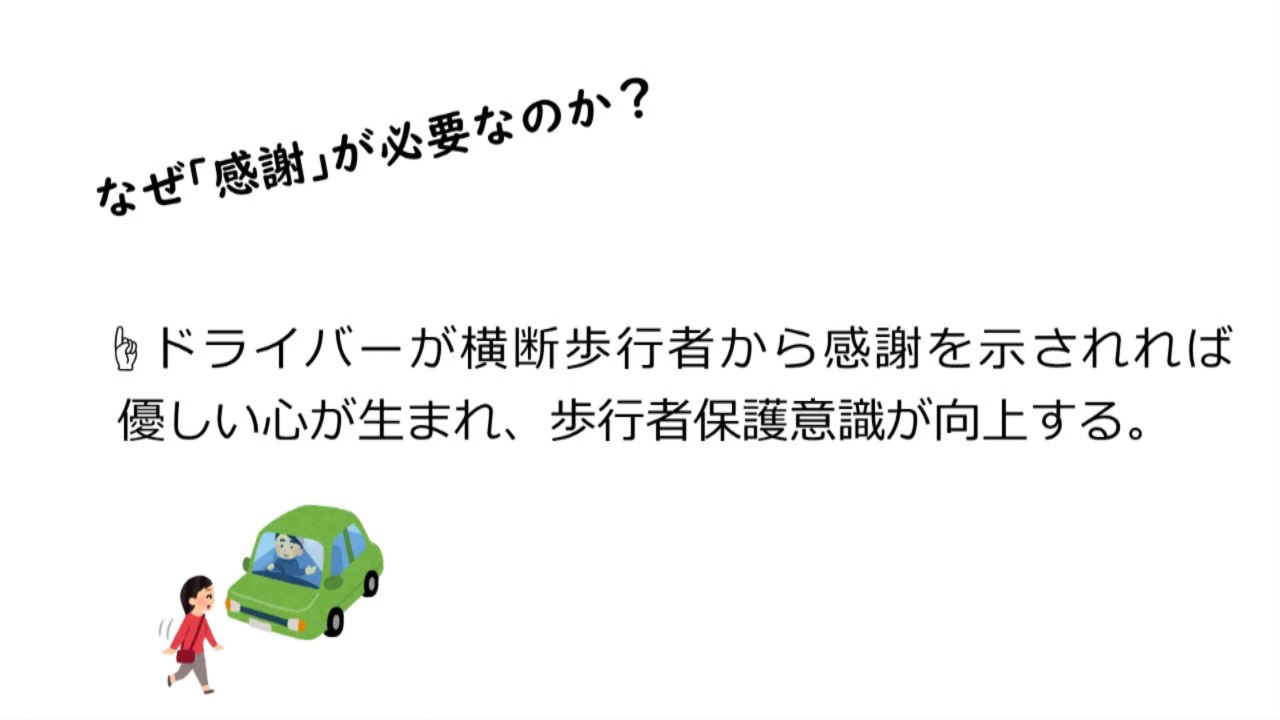 なぜ「感謝」が必要なのか？
☝ドライバーが横断歩行者から感謝を示されれば
優しい心が生まれ、歩行者保護意識が向上する。